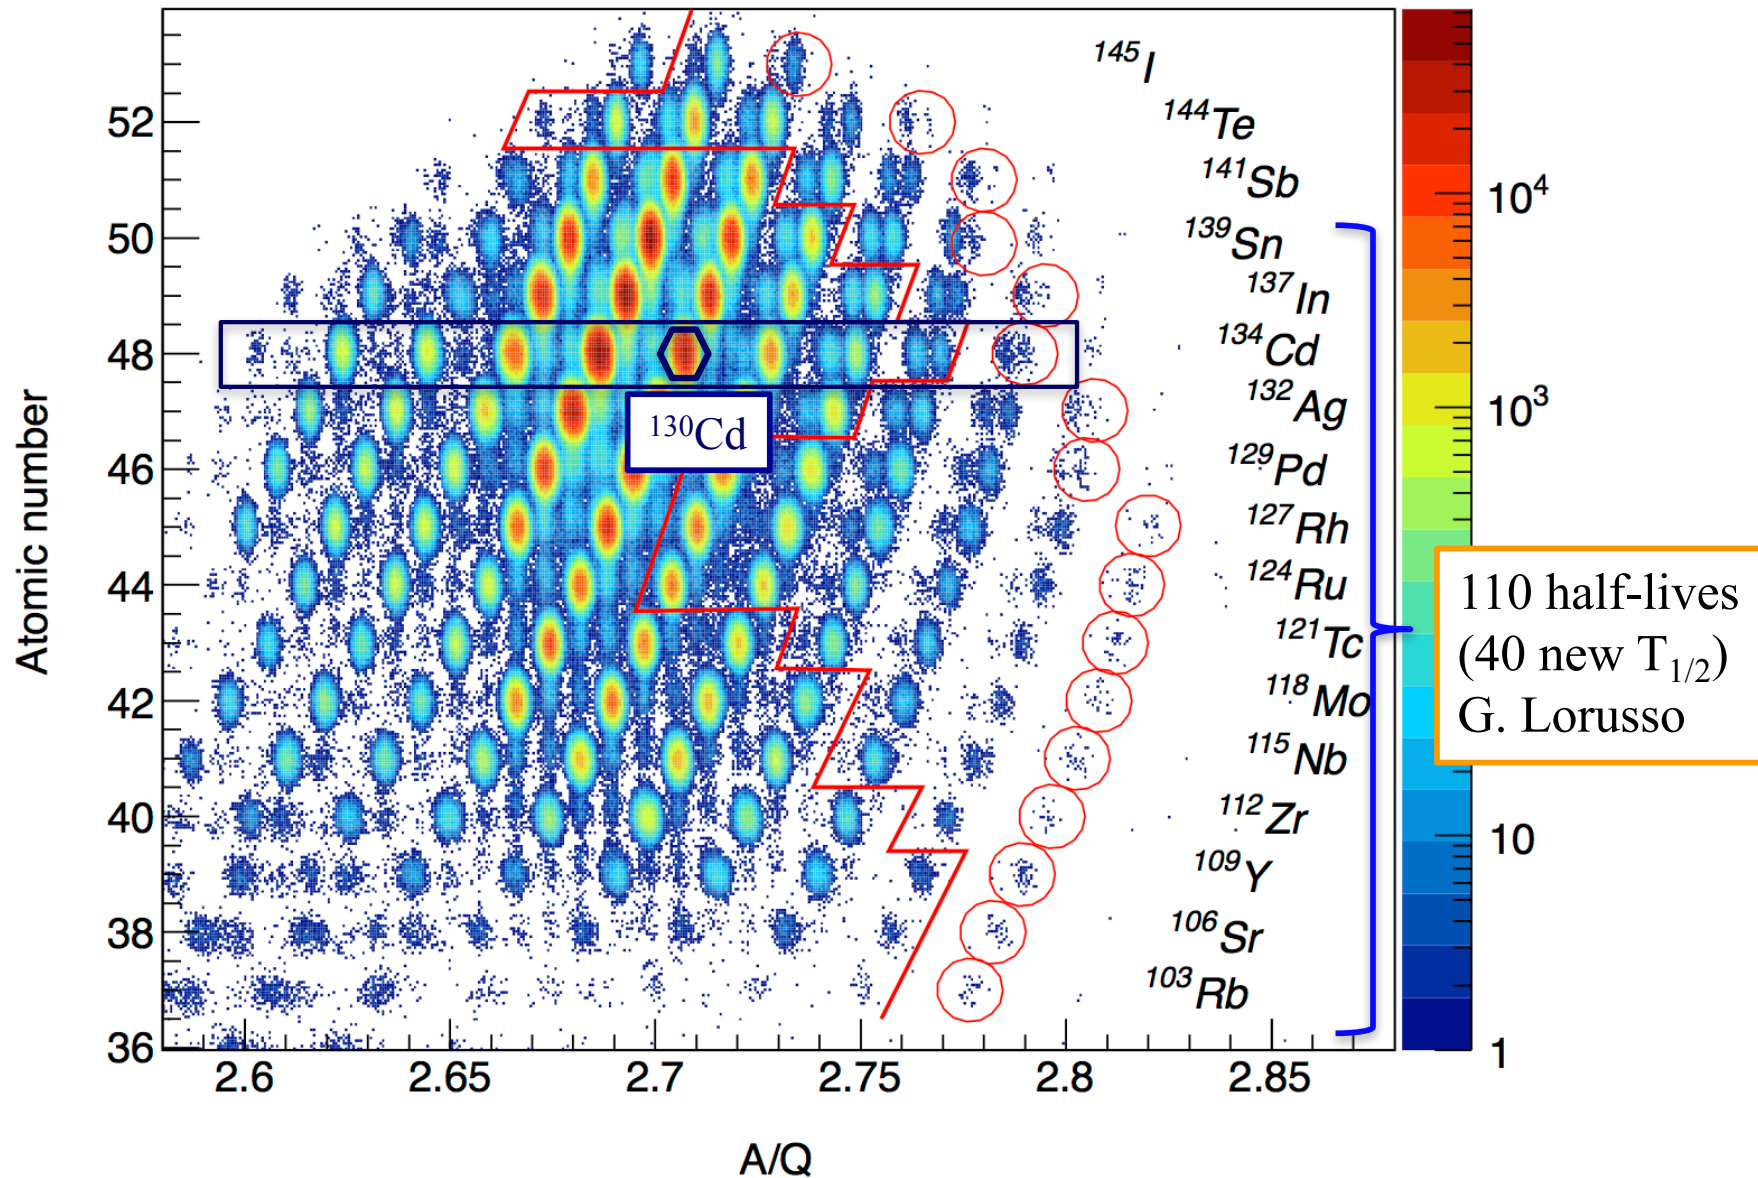 Atomic number
52
50
48
46
44
42
40
38
36
2.6
2.65
2.7
2.75
2.8
2.85
A/Q
¹⁴⁵I
¹⁴⁴Te
¹⁴¹Sb
¹³⁹Sn
¹³⁷In
¹³⁴Cd
¹³²Ag
¹²⁹Pd
¹²⁷Rh
¹²⁴Ru
¹²¹Tc
¹¹⁸Mo
¹¹⁵Nb
¹¹²Zr
¹⁰⁹Y
¹⁰⁶Sr
¹⁰³Rb
¹³⁰Cd
10⁴
10³
10
1
110 half-lives
(40 new T₁/₂)
G. Lorusso